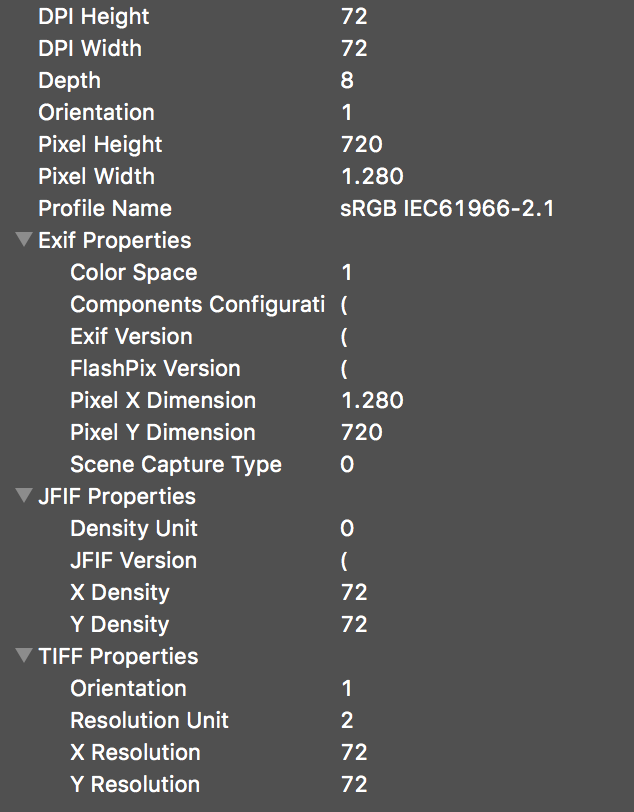 DPI Height 72
DPI Width 72
Depth 8
Orientation 1
Pixel Height 720
Pixel Width 1.280
Profile Name sRGB IEC61966-2.1
Exif Properties
Color Space 1
Components Configurati (
Exif Version (
FlashPix Version (
Pixel X Dimension 1.280
Pixel Y Dimension 720
Scene Capture Type 0
JFIF Properties
Density Unit 0
JFIF Version (
X Density 72
Y Density 72
TIFF Properties
Orientation 1
Resolution Unit 2
X Resolution 72
Y Resolution 72